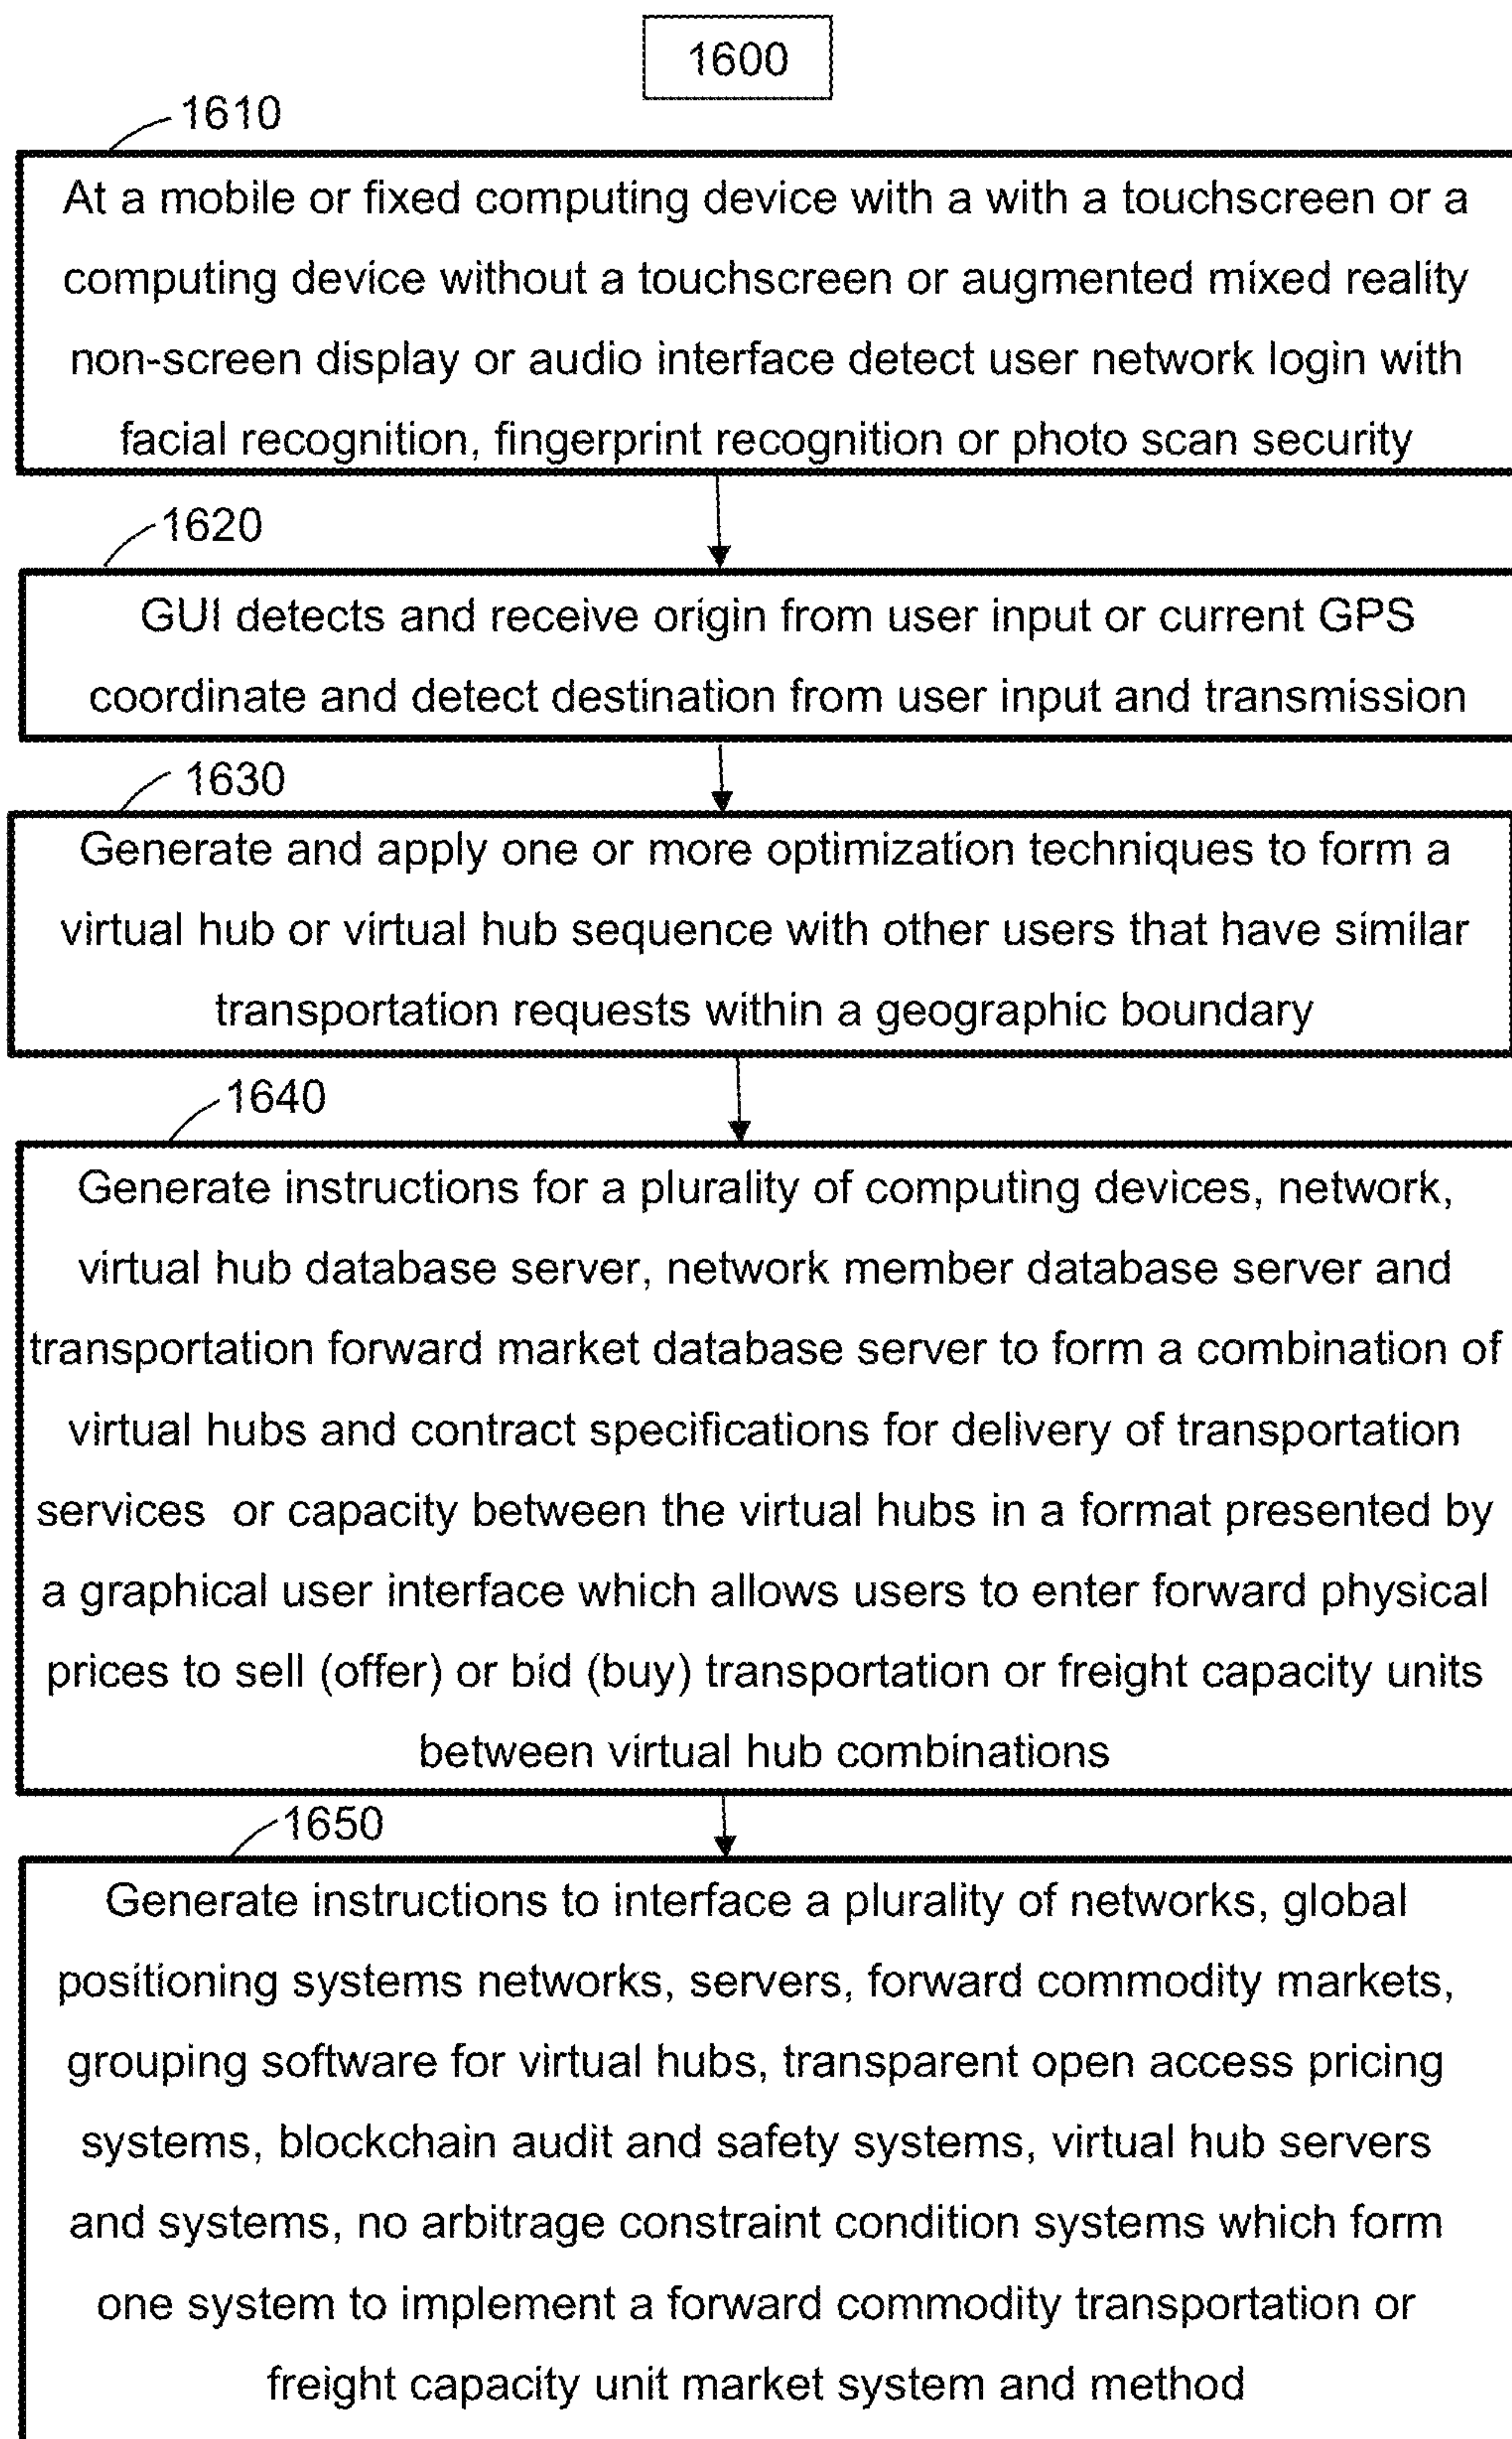 1600
1610
At a mobile or fixed computing device with a with a touchscreen or a
computing device without a touchscreen or augmented mixed reality
non-screen display or audio interface detect user network login with
facial recognition, fingerprint recognition or photo scan security
1620
GUI detects and receive origin from user input or current GPS
coordinate and detect destination from user input and transmission
1630
Generate and apply one or more optimization techniques to form a
virtual hub or virtual hub sequence with other users that have similar
transportation requests within a geographic boundary
1640
Generate instructions for a plurality of computing devices, network,
virtual hub database server, network member database server and
transportation forward market database server to form a combination of
virtual hubs and contract specifications for delivery of transportation
services or capacity between the virtual hubs in a format presented by
a graphical user interface which allows users to enter forward physical
prices to sell (offer) or bid (buy) transportation or freight capacity units
between virtual hub combinations
1650
Generate instructions to interface a plurality of networks, global
positioning systems networks, servers, forward commodity markets,
grouping software for virtual hubs, transparent open access pricing
systems, blockchain audit and safety systems, virtual hub servers
and systems, no arbitrage constraint condition systems which form
one system to implement a forward commodity transportation or
freight capacity unit market system and method